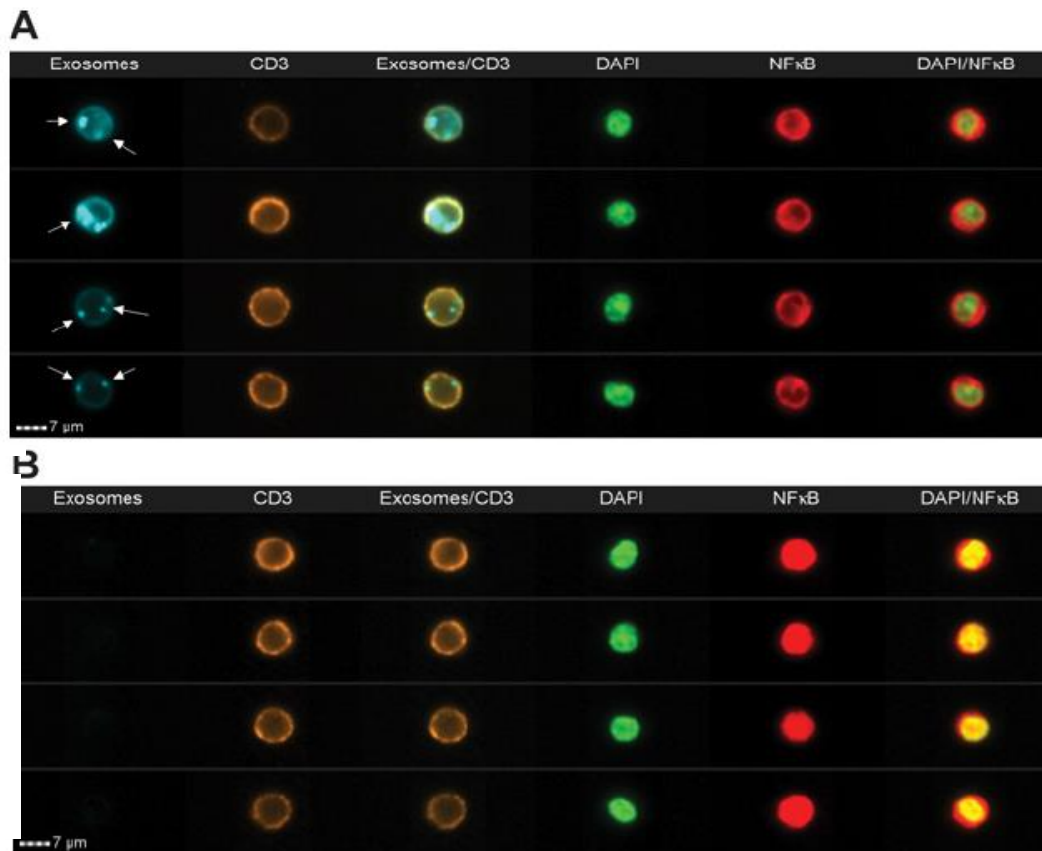 A
Exosomes CD3 Exosomes/CD3 DAPI NFκB DAPI/NFκB
7 µm
B
Exosomes CD3 Exosomes/CD3 DAPI NFκB DAPI/NFκB
7 µm